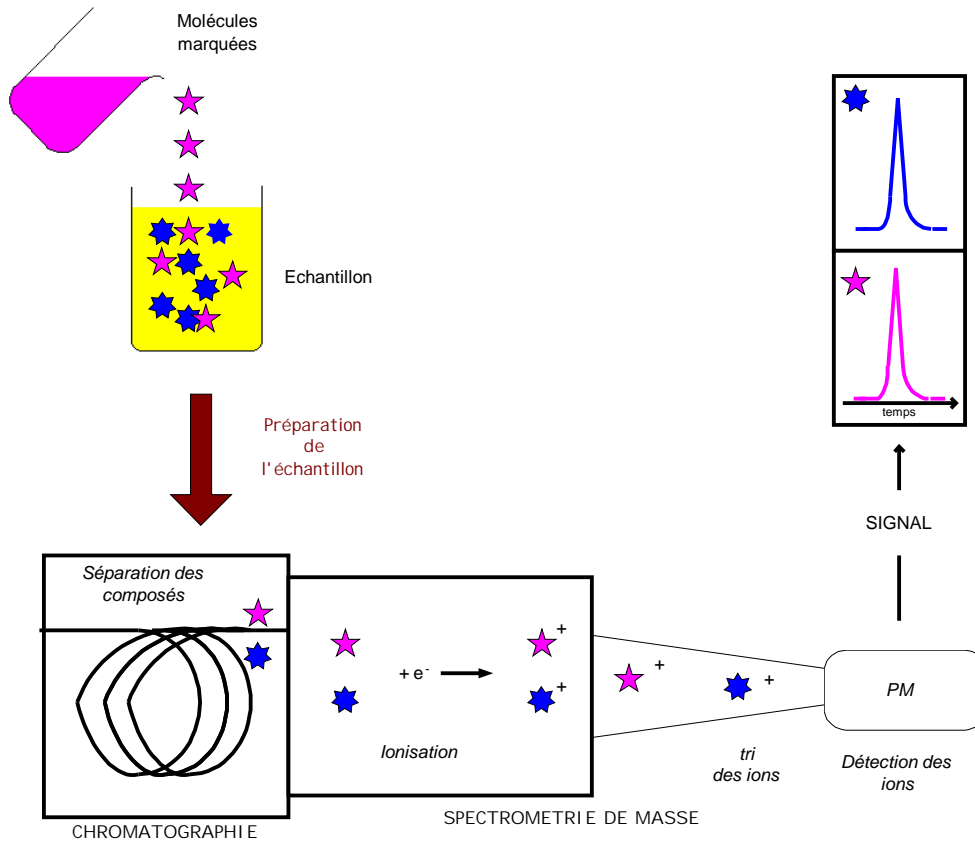 Molécules
marquées
Echantillon
Préparation
de
l'échantillon
temps
SIGNAL
Séparation des
composés
+ e-
+
+
+
+
PM
Ionisation
tri
des ions
Détection des
ions
CHROMATOGRAPHIE
SPECTROMETRIE DE MASSE